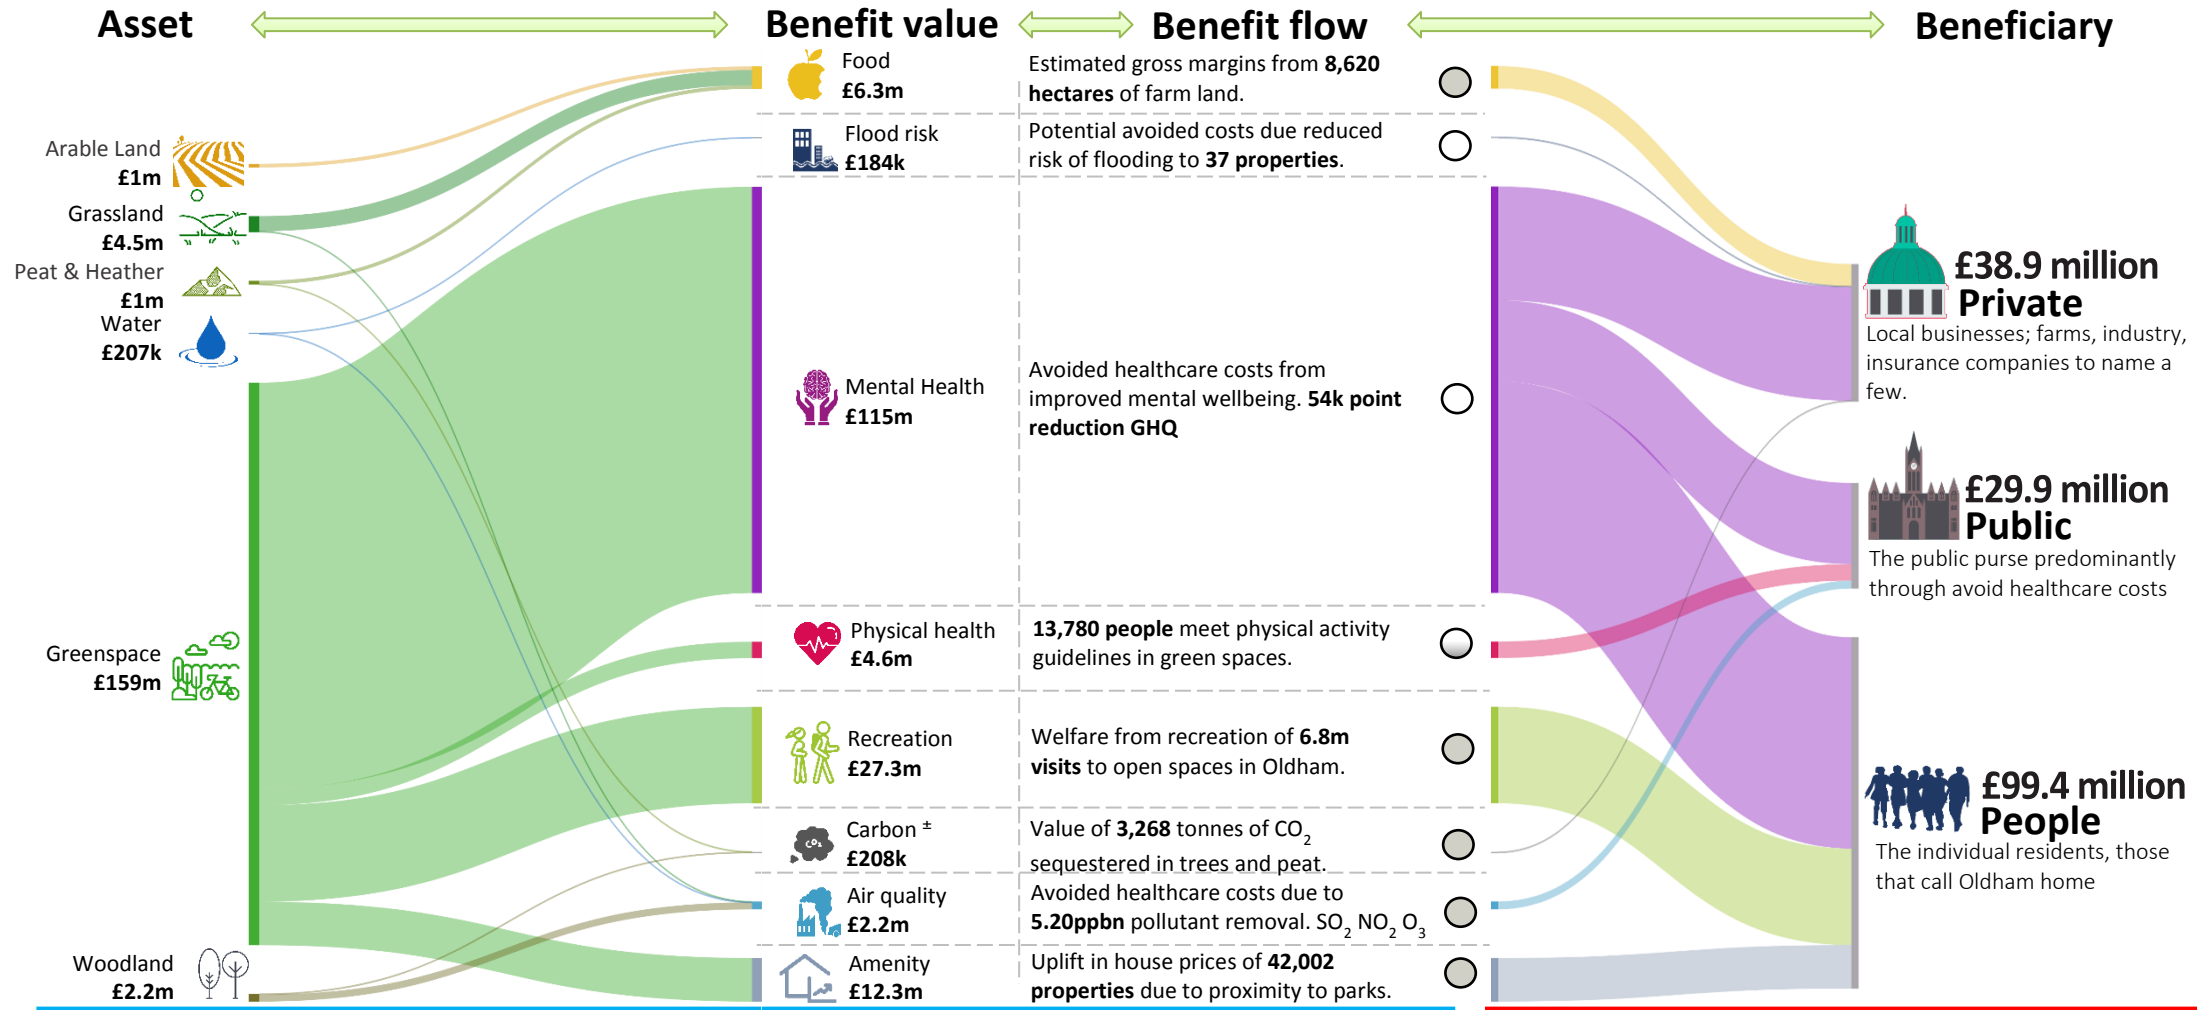 Asset
Benefit value
Benefit flow
Beneficiary
Arable Land
£1m
Grassland
£4.5m
Peat & Heather
£1m
Water
£207k
Greenspace
£159m
Woodland
£2.2m
Food
£6.3m
Estimated gross margins from 8,620
hectares of farm land.
Flood risk
£184k
Potential avoided costs due reduced
risk of flooding to 37 properties.
Mental Health
£115m
Avoided healthcare costs from
improved mental wellbeing. 54k point
reduction GHQ
Physical health
£4.6m
13,780 people meet physical activity
guidelines in green spaces.
Recreation
£27.3m
Welfare from recreation of 6.8m
visits to open spaces in Oldham.
CO₂
Carbon ±
£208k
Value of 3,268 tonnes of CO₂
sequestered in trees and peat.
Air quality
£2.2m
Avoided healthcare costs due to
5.20ppbn pollutant removal. SO₂ NO₂ O₃
Amenity
£12.3m
Uplift in house prices of 42,002
properties due to proximity to parks.
£38.9 million
Private
Local businesses; farms, industry,
insurance companies to name a
few.
£29.9 million
Public
The public purse predominantly
through avoid healthcare costs
£99.4 million
People
The individual residents, those
that call Oldham home